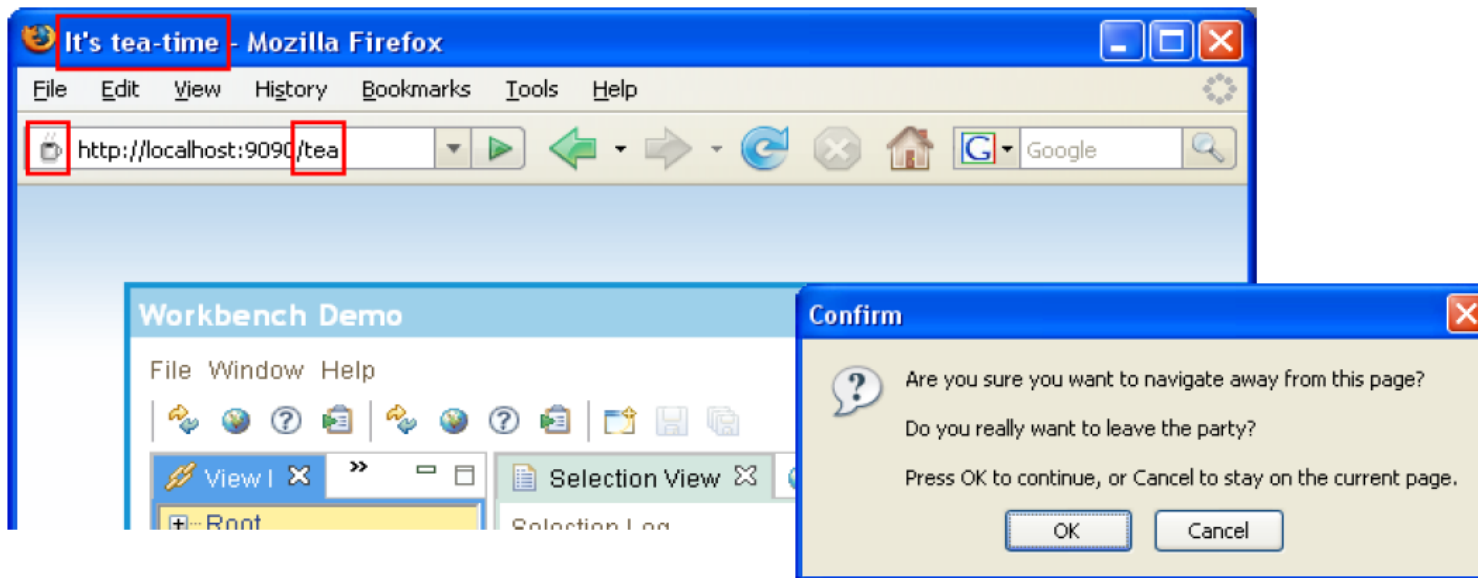 It's tea-time - Mozilla Firefox
File Edit View History Bookmarks Tools Help
http://localhost:9090/tea
G Google
Workbench Demo
File Window Help
View I
Selection View
Root
Selection Log
Confirm
Are you sure you want to navigate away from this page?
Do you really want to leave the party?
Press OK to continue, or Cancel to stay on the current page.
OK Cancel